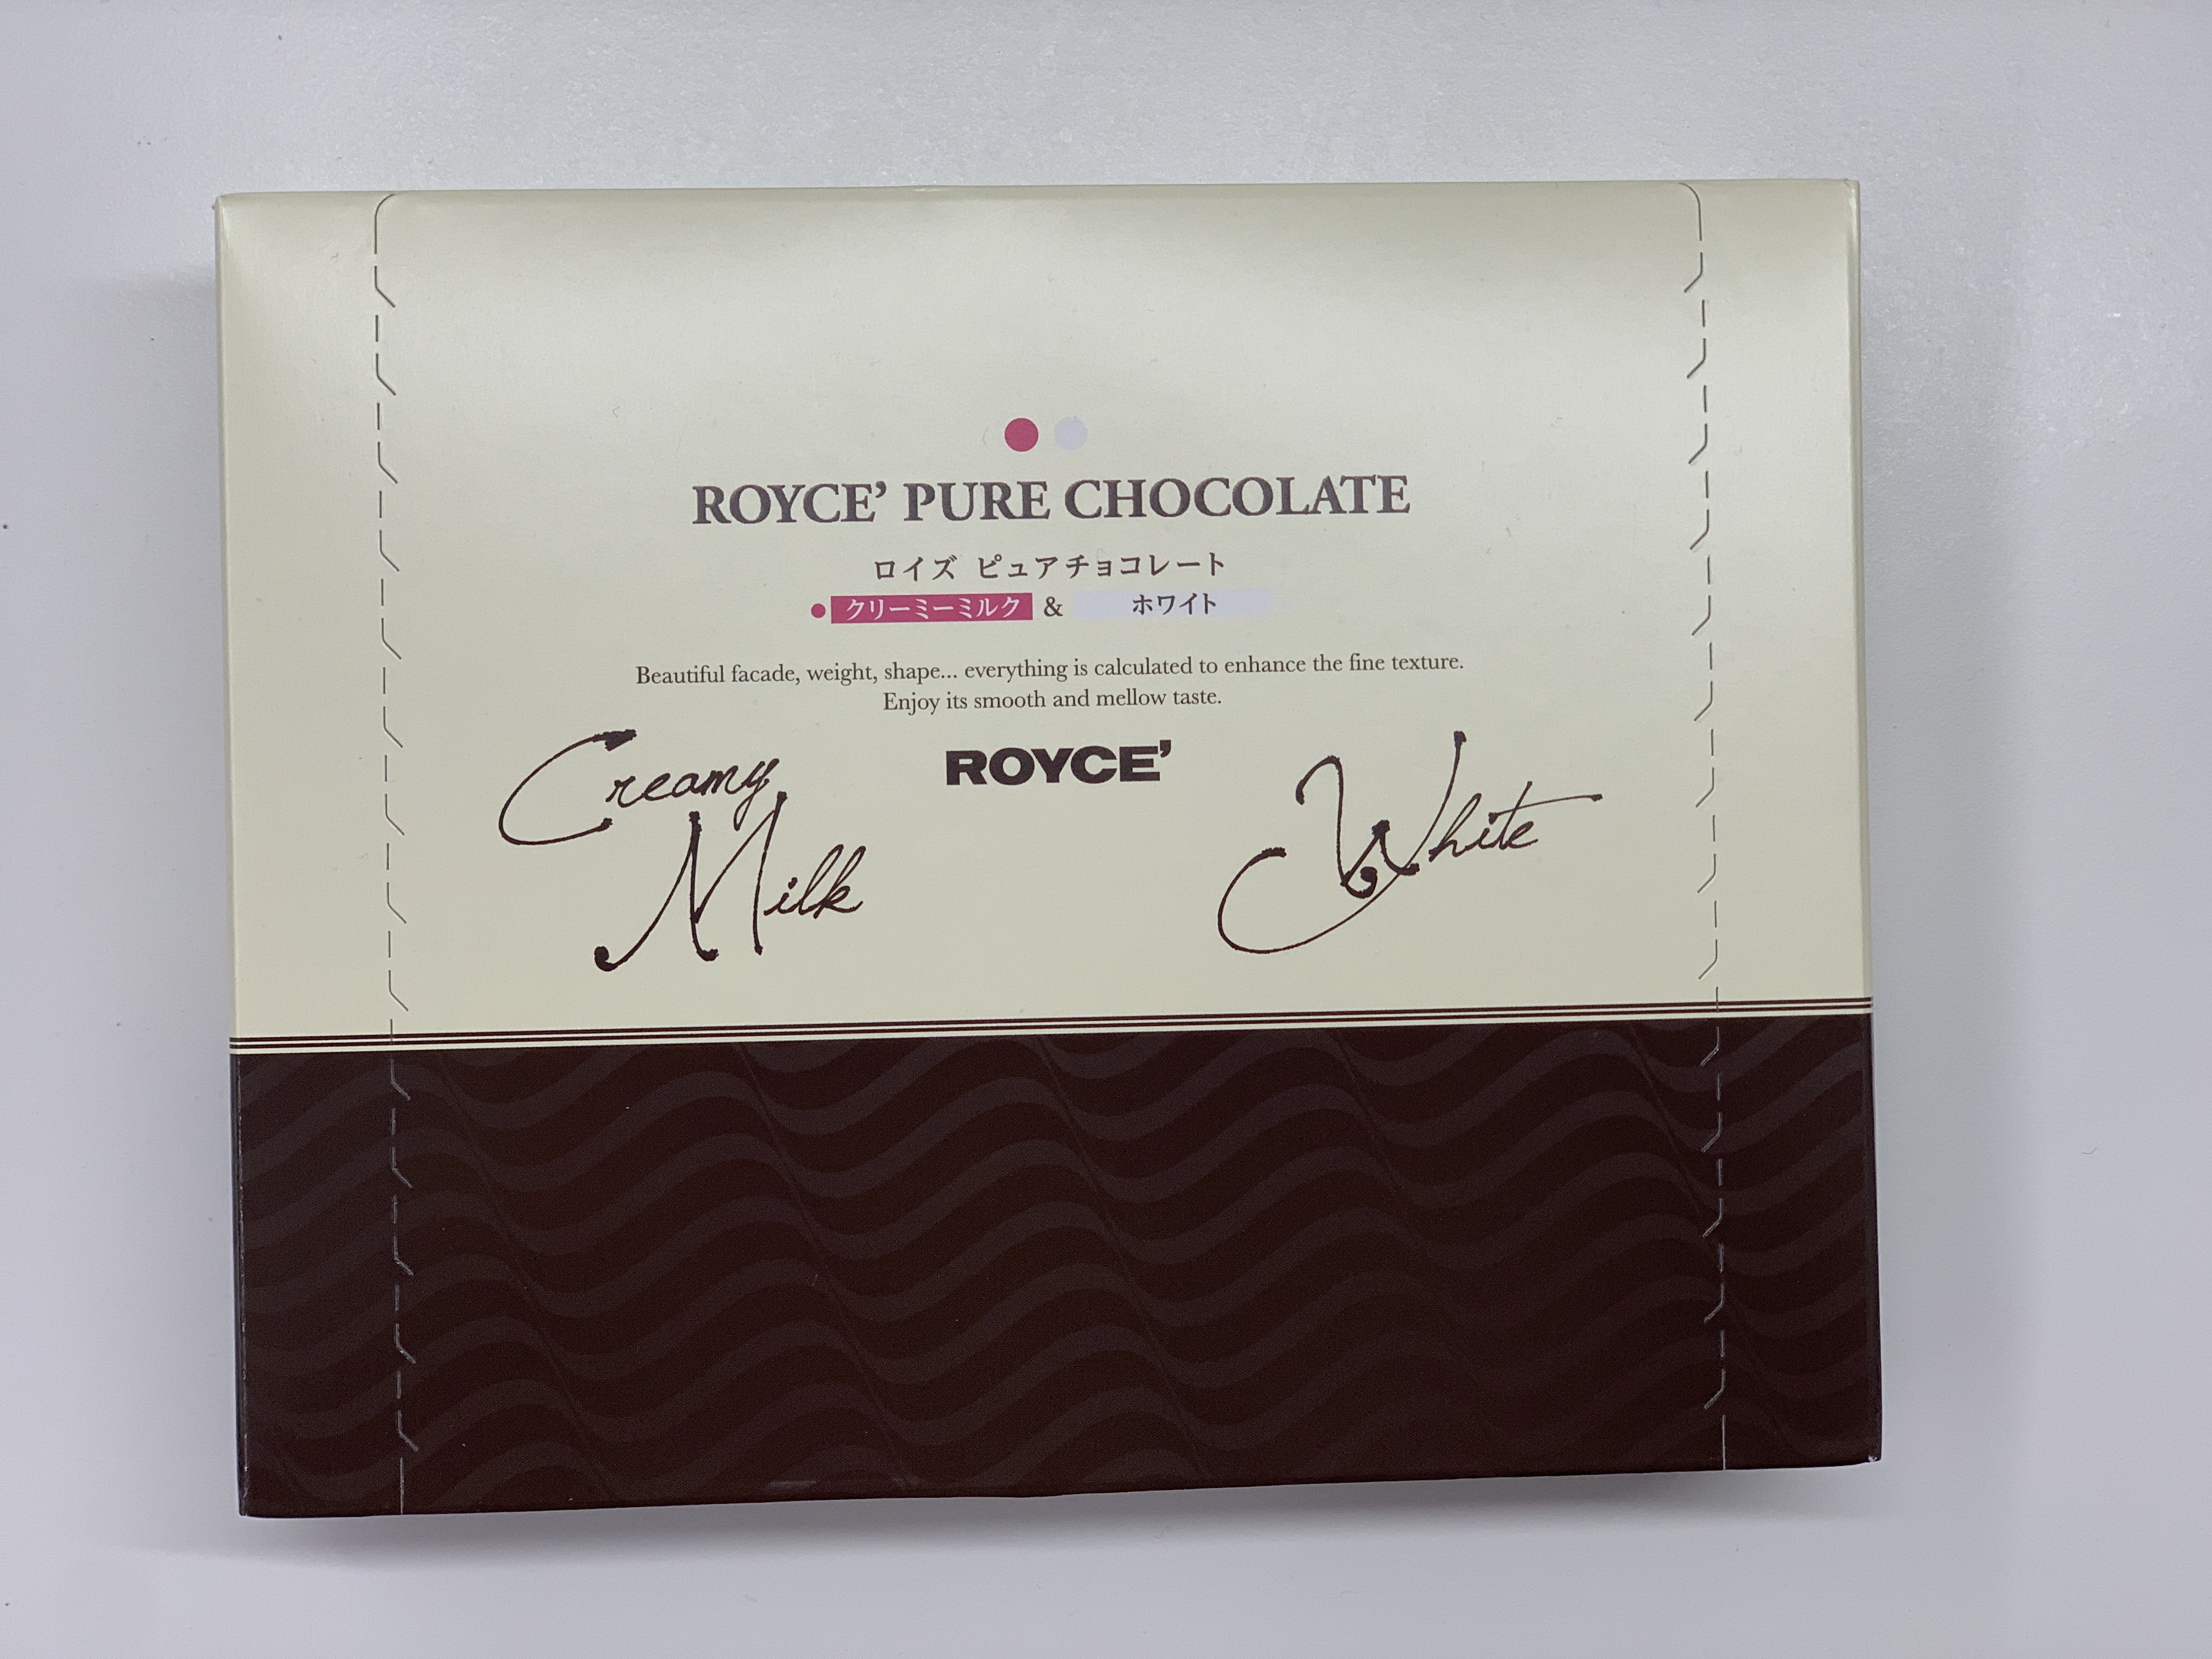 ROYCE’ PURE CHOCOLATE
ロイズ ピュアチョコレート
クリーミーミルク & ホワイト
Beautiful facade, weight, shape... everything is calculated to enhance the fine texture.
Enjoy its smooth and mellow taste.
ROYCE’
Creamy
Milk
White